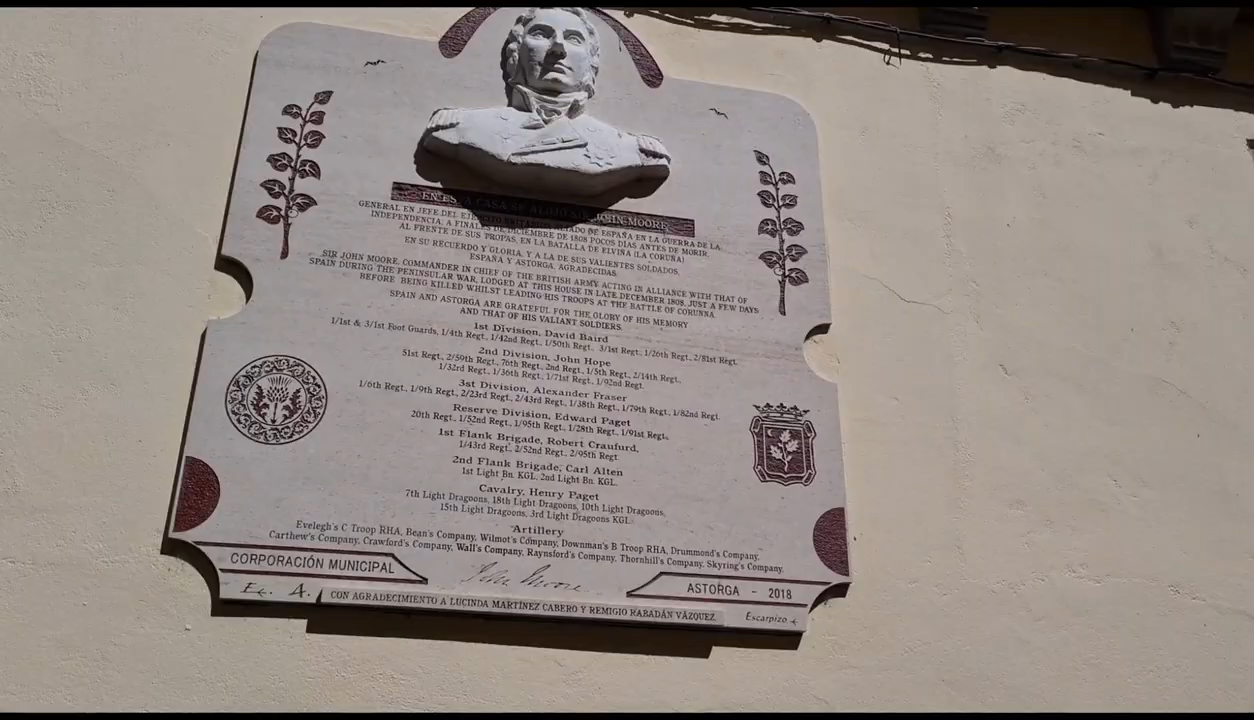 EN ESTA CASA SE ALOJÓ SIR JOHN MOORE
GENERAL EN JEFE DEL EJÉRCITO BRITÁNICO ALIADO DE ESPAÑA EN LA GUERRA DE LA
INDEPENDENCIA, A FINALES DE DICIEMBRE DE 1808 POCOS DÍAS ANTES DE MORIR,
AL FRENTE DE SUS TROPAS, EN LA BATALLA DE ELVIÑA (LA CORUÑA)
EN SU RECUERDO Y GLORIA, Y A LA DE SUS VALIENTES SOLDADOS,
ESPAÑA Y ASTORGA, AGRADECIDAS.
SIR JOHN MOORE, COMMANDER IN CHIEF OF THE BRITISH ARMY ACTING IN ALLIANCE WITH THAT OF
SPAIN DURING THE PENINSULAR WAR, LODGED AT THIS HOUSE IN LATE DECEMBER 1808, JUST A FEW DAYS
BEFORE BEING KILLED WHILST LEADING HIS TROOPS AT THE BATTLE OF CORUNNA.
SPAIN AND ASTORGA ARE GRATEFUL FOR THE GLORY OF HIS MEMORY
AND THAT OF HIS VALIANT SOLDIERS.
1st Division, David Baird
1/1st & 3/1st Foot Guards, 1/4th Regt., 1/42nd Regt., 1/50th Regt., 3/1st Regt., 1/26th Regt., 2/81st Regt.
2nd Division, John Hope
51st Regt., 2/59th Regt., 76th Regt., 2nd Regt., 1/5th Regt., 2/14th Regt.,
1/32rd Regt., 1/36th Regt., 1/71st Regt., 1/92nd Regt.
3st Division, Alexander Fraser
1/6th Regt., 1/9th Regt., 2/23rd Regt., 2/43rd Regt., 1/38th Regt., 1/79th Regt., 1/82nd Regt.
Reserve Division, Edward Paget
20th Regt., 1/52nd Regt., 1/95th Regt., 1/28th Regt., 1/91st Regt.
1st Flank Brigade, Robert Craufurd,
1/43rd Regt., 2/52nd Regt., 2/95th Regt.
2nd Flank Brigade, Carl Alten
1st Light Bn. KGL, 2nd Light Bn. KGL.
Cavalry, Henry Paget
7th Light Dragoons, 18th Light Dragoons, 10th Light Dragoons,
15th Light Dragoons, 3rd Light Dragoons KGL.
Artillery
Evelegh's C Troop RHA, Bean's Company, Wilmot's Company, Downman's B Troop RHA, Drummond's Company,
Carthew's Company, Crawford's Company, Wall's Company, Raynsford's Company, Thornhill's Company, Skyring's Company.
CORPORACIÓN MUNICIPAL
John Moore
ASTORGA - 2018
Ec. A.
CON AGRADECIMIENTO A LUCINDA MARTÍNEZ CABERO Y REMIGIO RABADÁN VÁZQUEZ.
Escarpizo